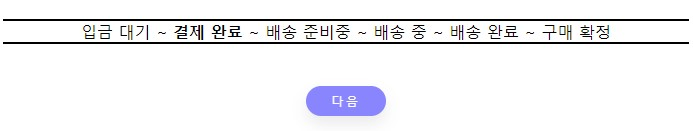 입금 대기 ~ 결제 완료 ~ 배송 준비중 ~ 배송 중 ~ 배송 완료 ~ 구매 확정
다음